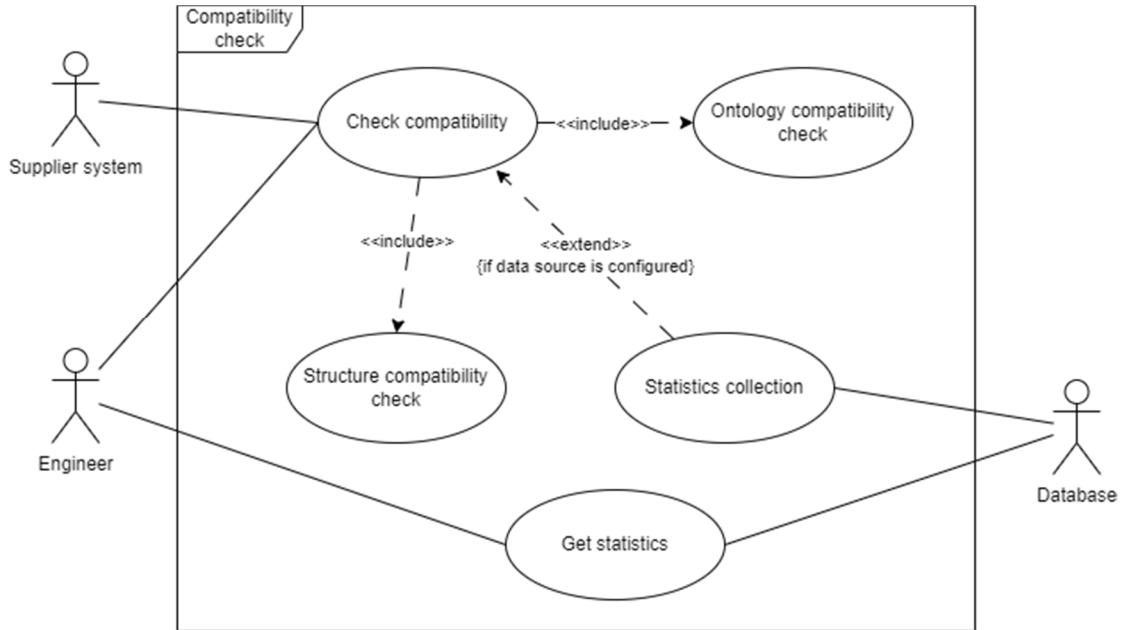 Compatibility
check
Supplier system
Check compatibility
<<include>>
Ontology compatibility
check
<<include>>
<<extend>>
{if data source is configured}
Structure compatibility
check
Statistics collection
Engineer
Database
Get statistics